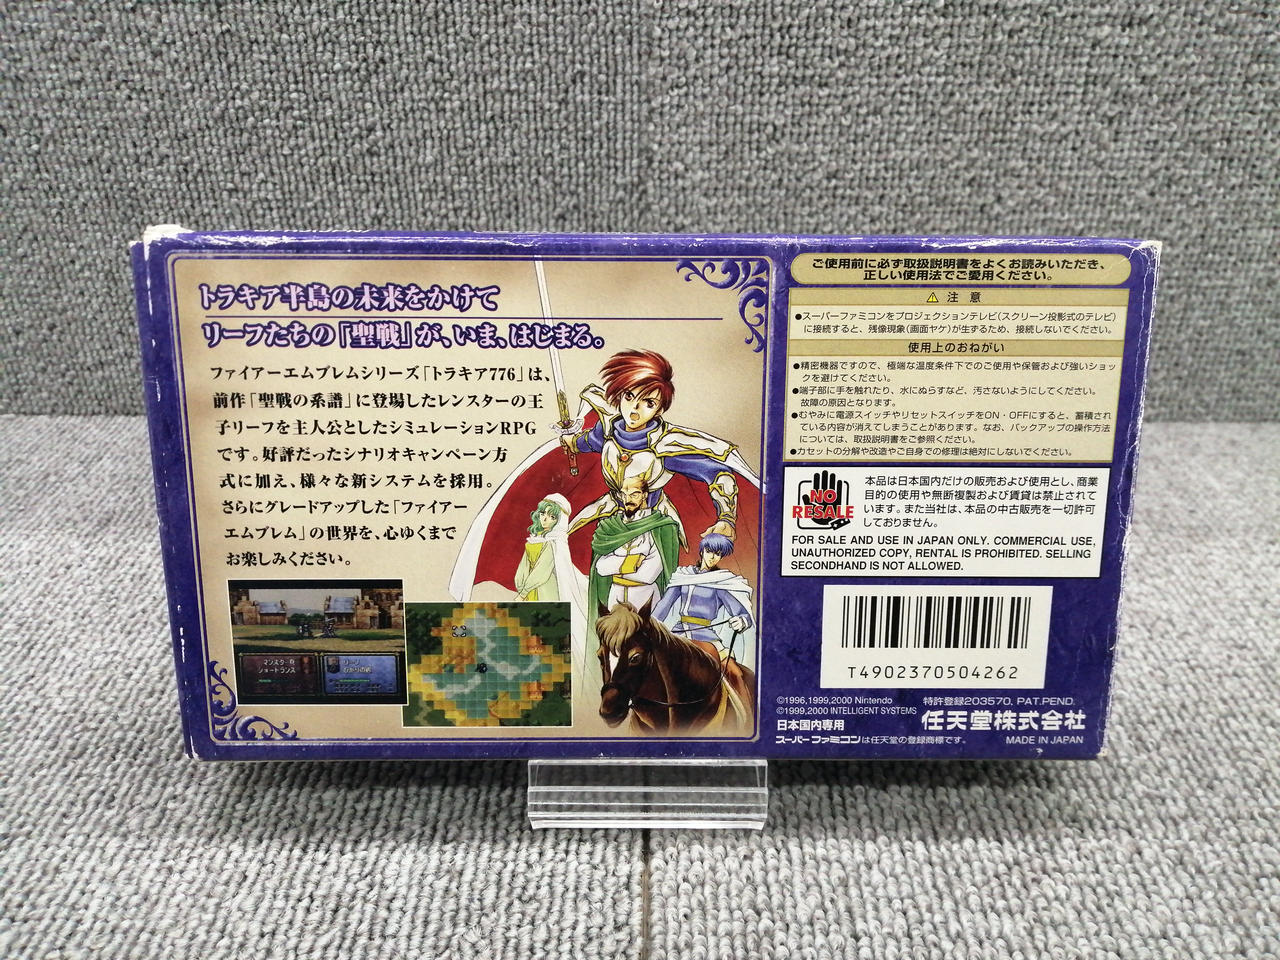 トラキア半島の未来をかけて
リーフたちの「聖戦」が、いま、はじまる。
ファイアーエムブレムシリーズ「トラキア776」は、
前作「聖戦の系譜」に登場したレンスターの王
子リーフを主人公としたシミュレーションRPG
です。好評だったシナリオキャンペーン方
式に加え、様々な新システムを採用。
さらにグレードアップした「ファイアー
エムブレム」の世界を、心ゆくまで
お楽しみください。
リーフ
ご使用前に必ず取扱説明書をよくお読みいただき、
正しい使用法でご愛用ください。
⚠ 注 意
●スーパーファミコンをプロジェクションテレビ(スクリーン投影式のテレビ)
に接続すると、残像現象(画面ヤケ)が生ずるため、接続しないでください。
使用上のおねがい
●精密機器ですので、極端な温度条件下でのご使用や保管および強いショッ
クを避けてください。
●端子部に手を触れたり、水にぬらすなど、汚さないようにしてください。
故障の原因となります。
●むやみに電源スイッチやリセットスイッチをON・OFFにすると、蓄積され
ている内容が消えてしまうことがあります。なお、バックアップの操作方法
については、取扱説明書をご参照ください。
●カセットの分解や改造やご自身での修理は絶対にしないでください。
NO
RESALE
本品は日本国内だけの販売および使用とし、商業
目的の使用や無断複製および賃貸は禁止されて
います。また当社は、本品の中古販売を一切許可
しておりません。
FOR SALE AND USE IN JAPAN ONLY. COMMERCIAL USE,
UNAUTHORIZED COPY, RENTAL IS PROHIBITED. SELLING
SECONDHAND IS NOT ALLOWED.
T4902370504262
©1996,1999,2000 Nintendo
©1999,2000 INTELLIGENT SYSTEMS
特許登録203570, PAT.PEND.
日本国内専用
任天堂株式会社
スーパーファミコンは任天堂の登録商標です。
MADE IN JAPAN